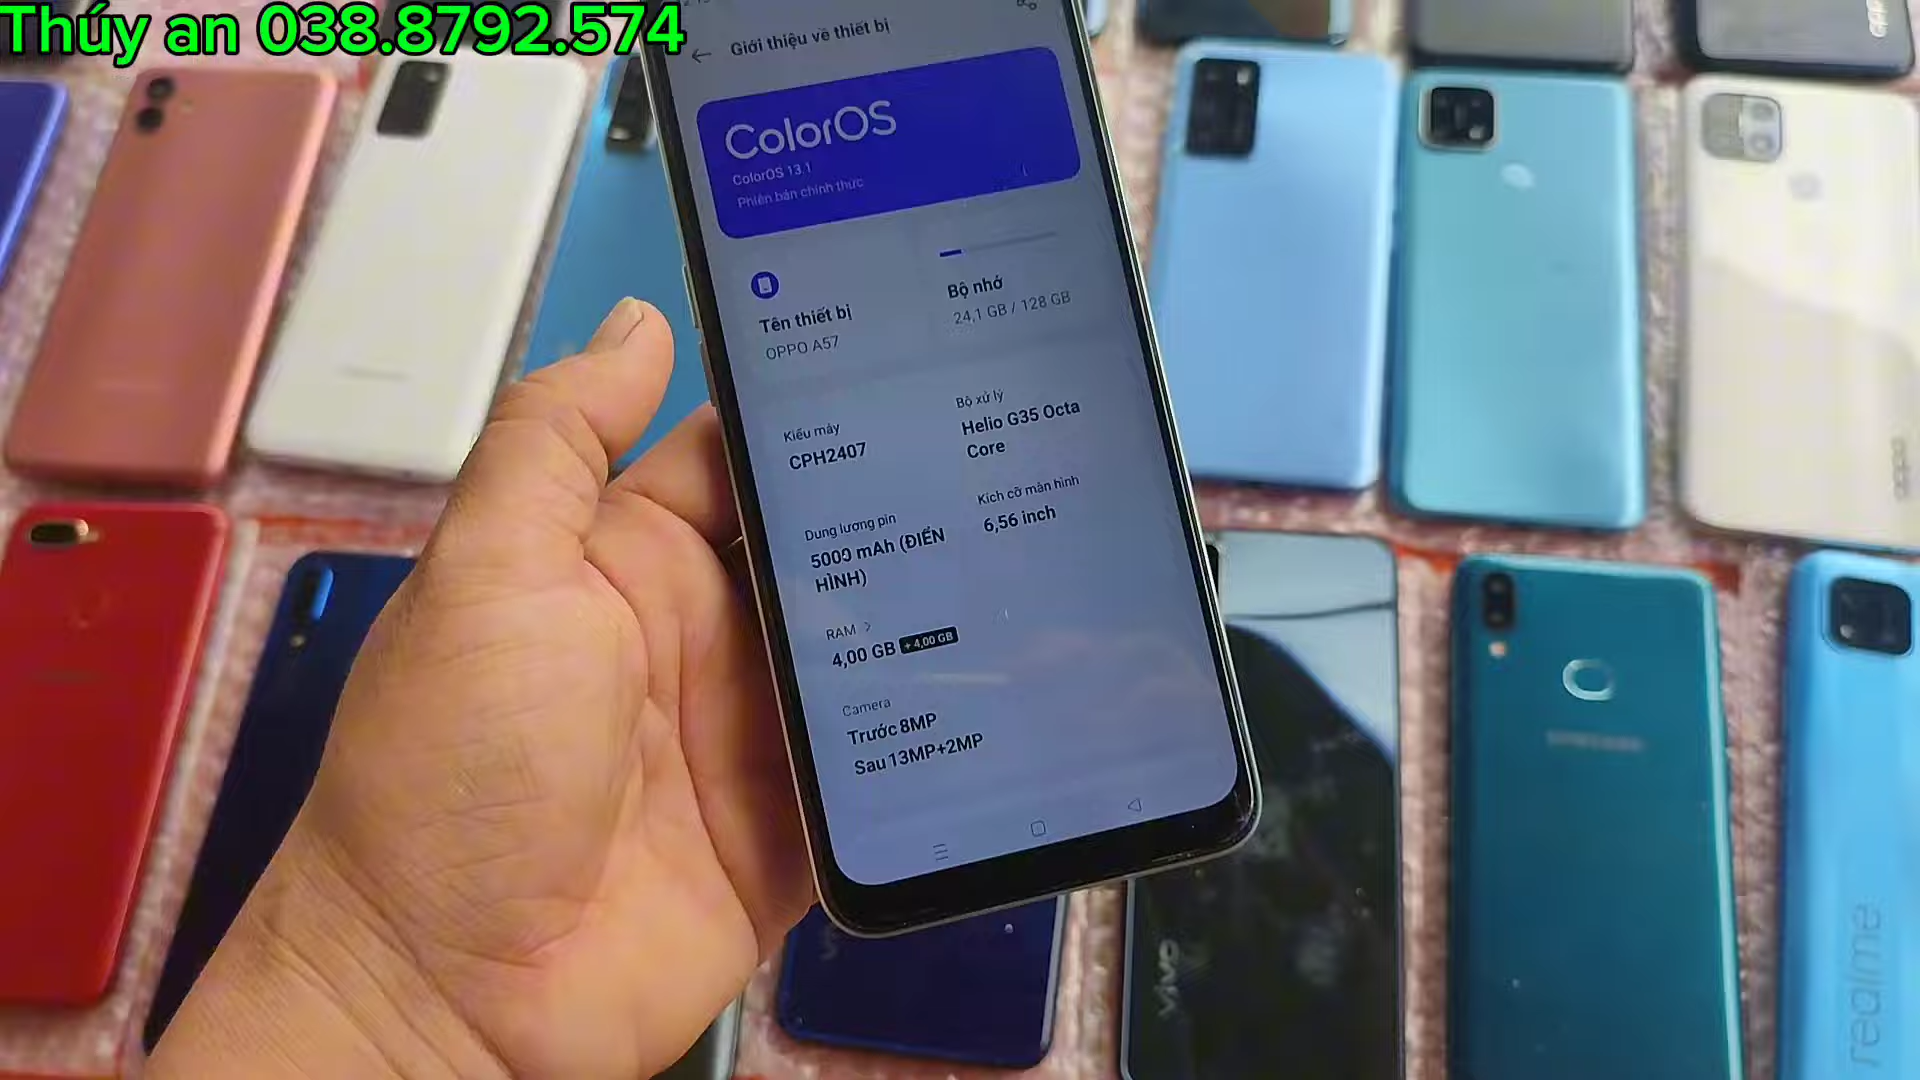 Thúy an 038.8792.574
Giới thiệu về thiết bị
ColorOS
ColorOS 13.1
Phiên bản chính thức
Tên thiết bị
OPPO A57
Bộ nhớ
24,1 GB / 128 GB
Kiểu máy
CPH2407
Bộ xử lý
Helio G35 Octa
Core
Dung lượng pin
5000 mAh (ĐIỂN
HÌNH)
Kích cỡ màn hình
6,56 inch
RAM >
4,00 GB + 4,00 GB
Camera
Trước 8MP
Sau 13MP+2MP
oppo
vivo
SAMSUNG
realme